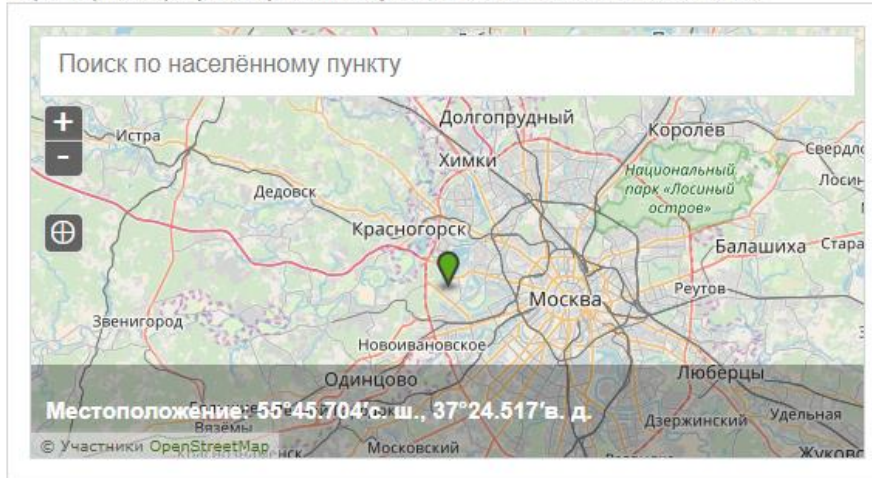 Поиск по населённому пункту
+
-
Долгопрудный
Королёв
Истра
Химки
Национальный
парк «Лосиный
остров»
Дедовск
Красногорск
Балашиха
Стара
Реутов
Москва
Звенигород
Новоивановское
Одинцово
Люберцы
Местоположение: 55°45.704′с. ш., 37°24.517′в. д.
Вязёмы
Дзержинский
Удельная
© Участники OpenStreetMap
Московский